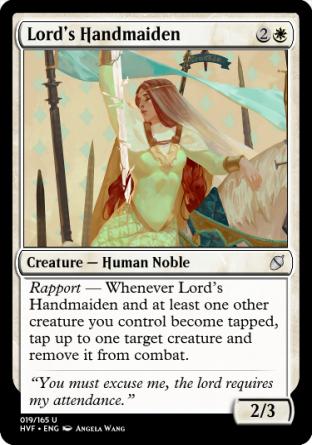 Lord's Handmaiden 2
Creature — Human Noble
Rapport — Whenever Lord's
Handmaiden and at least one other
creature you control become tapped,
tap up to one target creature and
remove it from combat.
“You must excuse me, the lord requires
my attendance.”
2/3
019/165 U
HVF • ENG Angela Wang